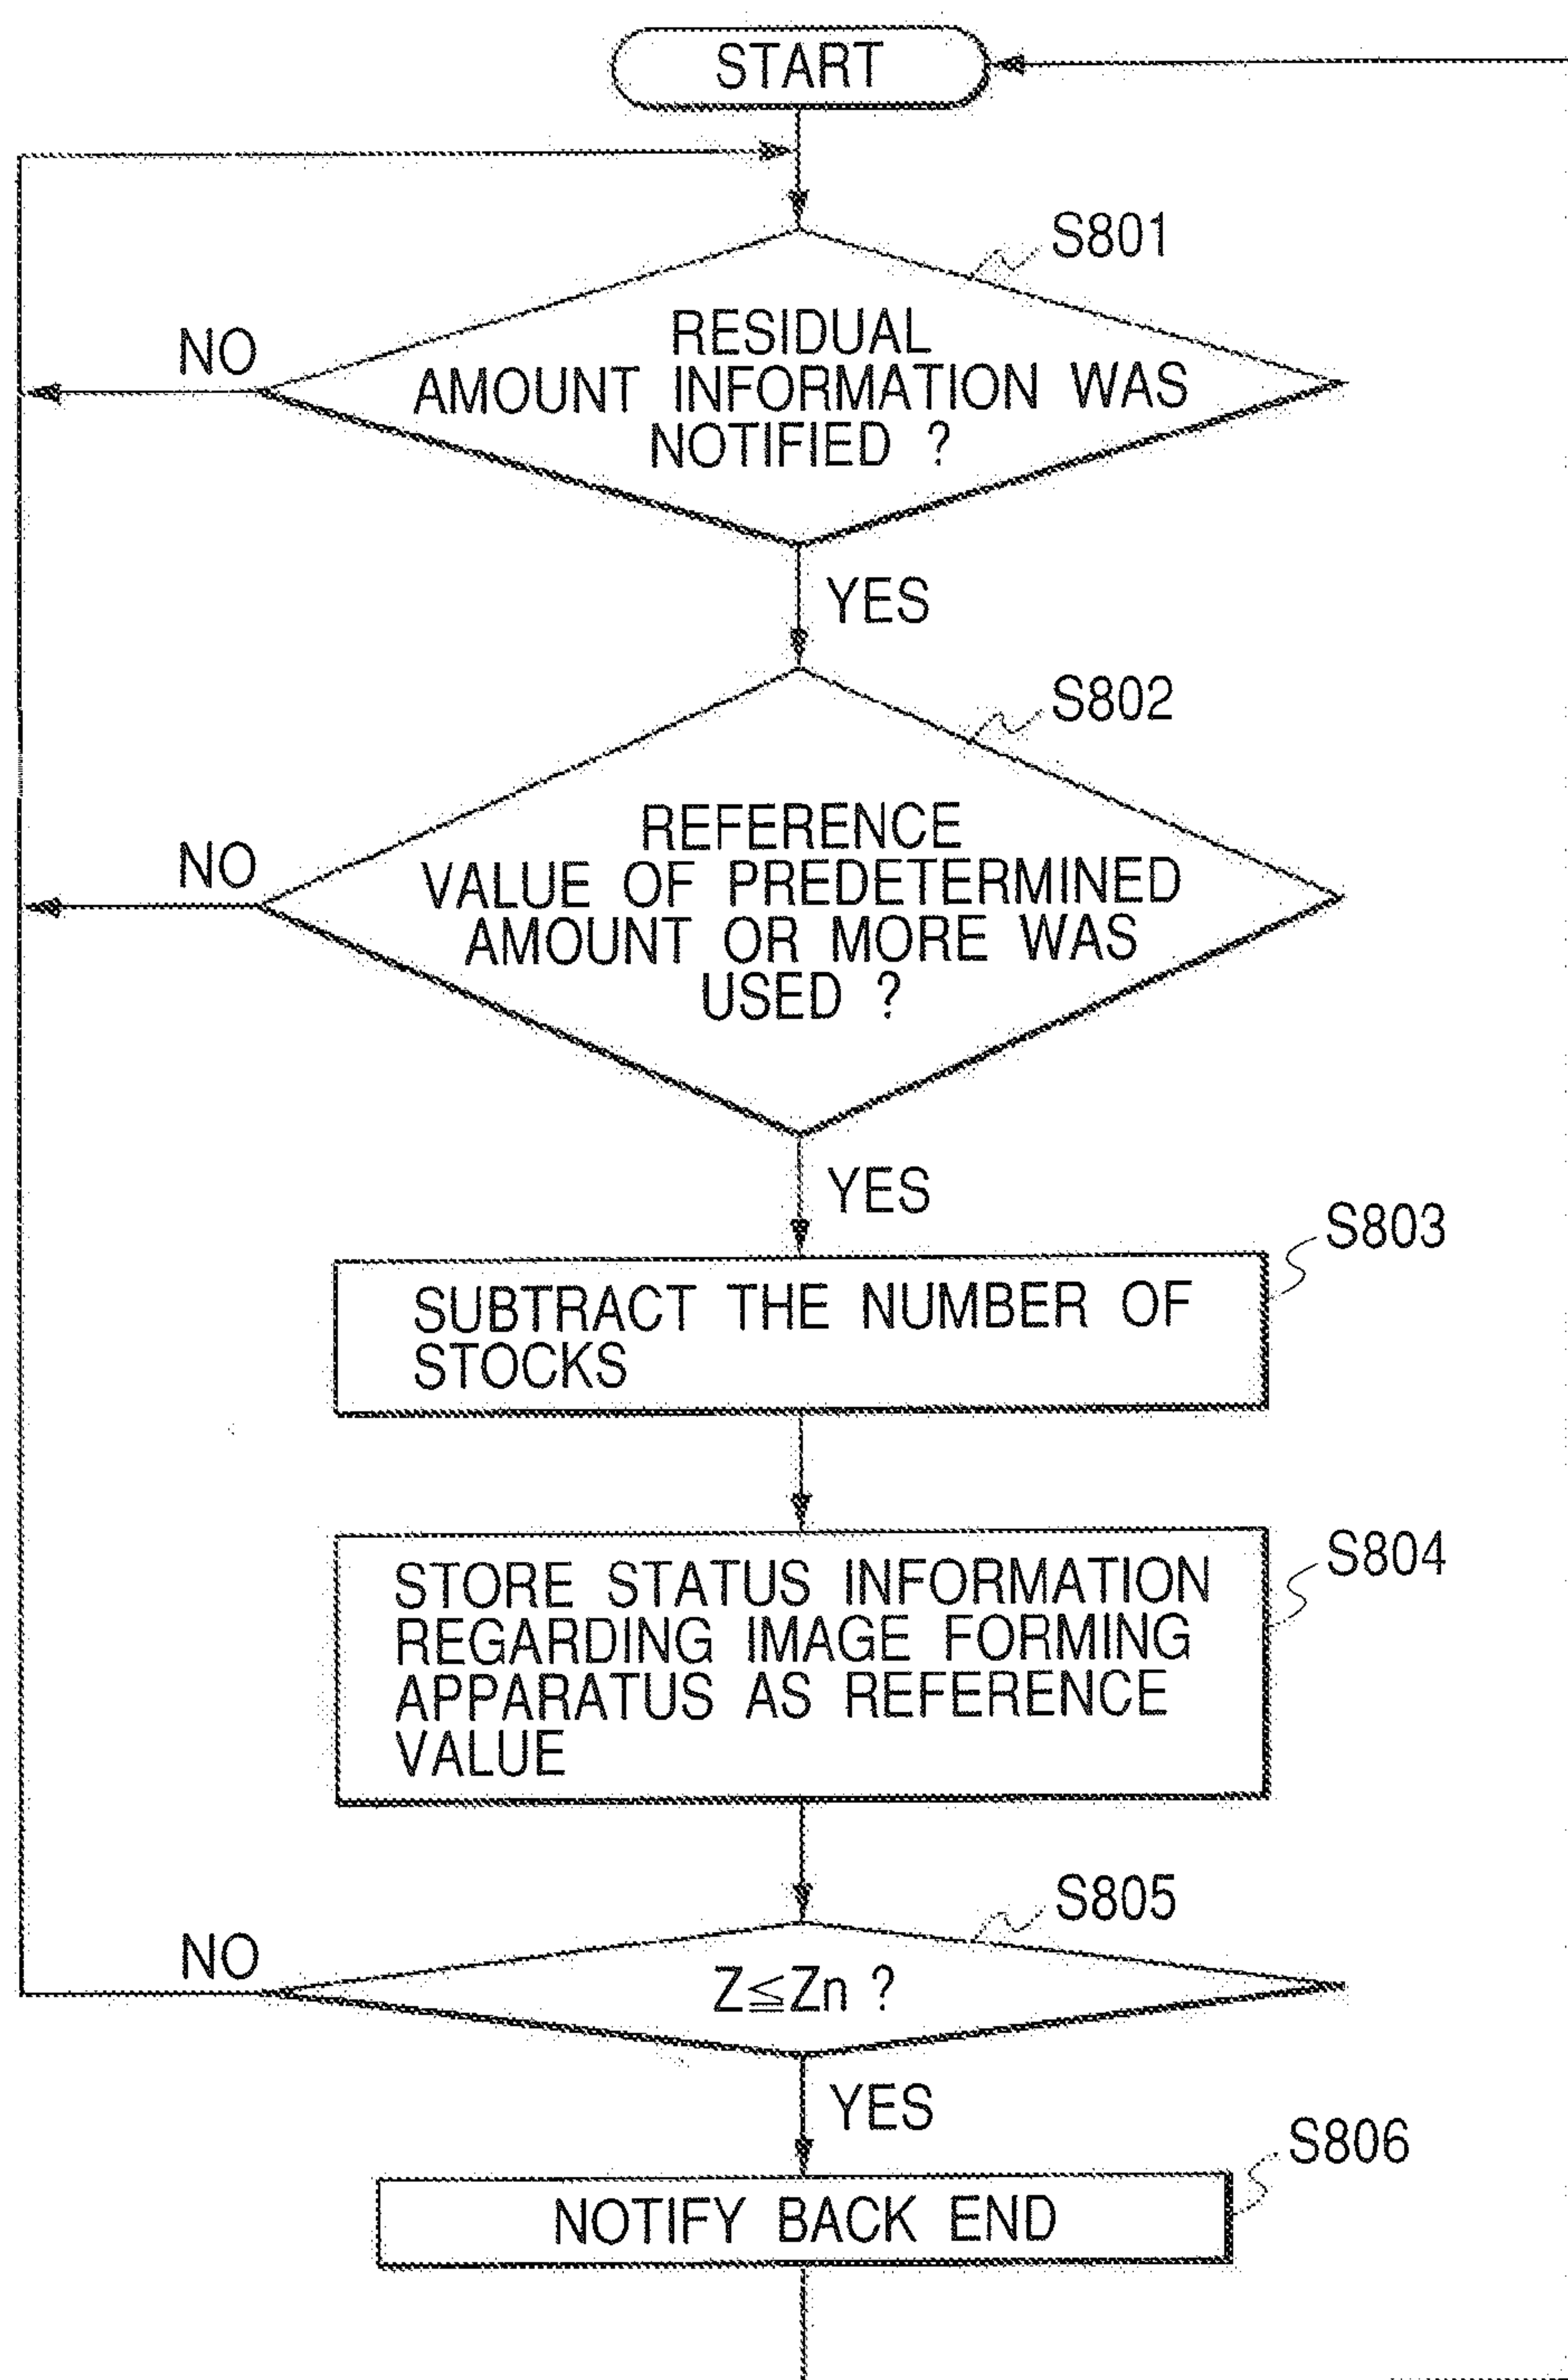 START
S801
RESIDUAL
AMOUNT INFORMATION WAS
NOTIFIED ?
NO
YES
S802
REFERENCE
VALUE OF PREDETERMINED
AMOUNT OR MORE WAS
USED ?
NO
YES
S803
SUBTRACT THE NUMBER OF
STOCKS
S804
STORE STATUS INFORMATION
REGARDING IMAGE FORMING
APPARATUS AS REFERENCE
VALUE
S805
Z≦Zn ?
NO
YES
S806
NOTIFY BACK END